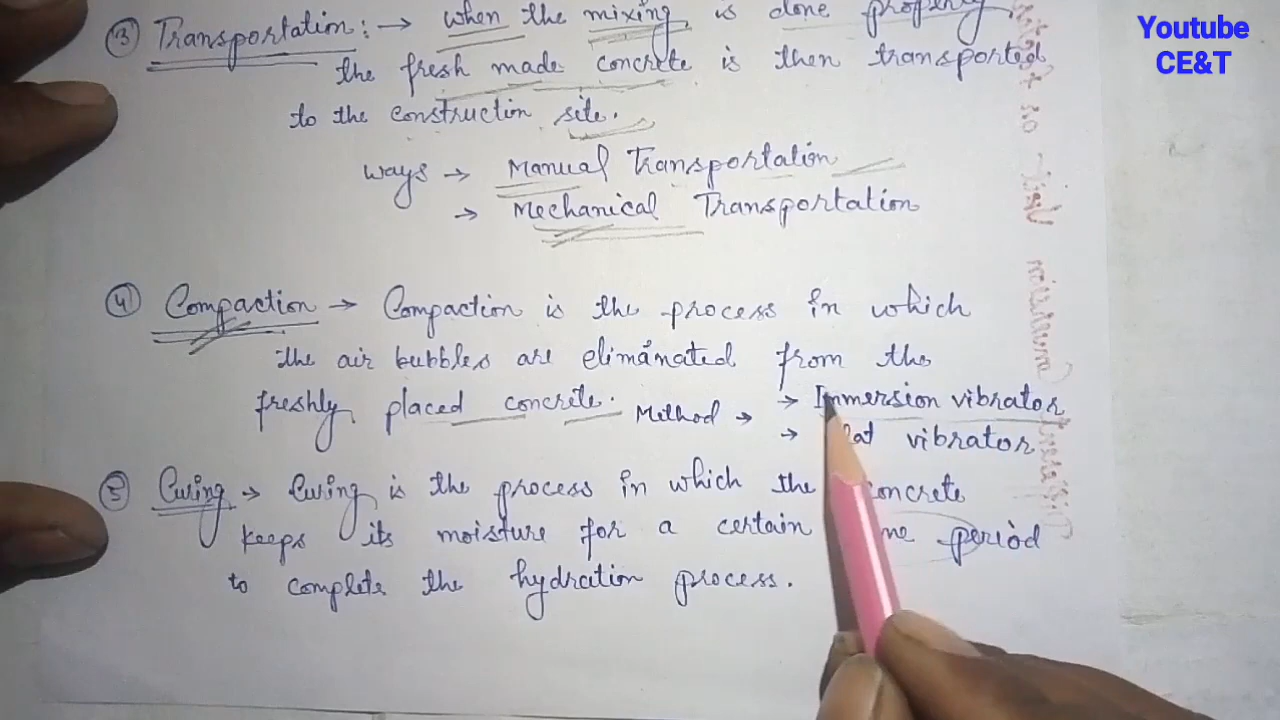 Youtube
CE&T
③ Transportation: → when the mixing is done properly,
the fresh made concrete is then transported
to the construction site.
ways → Manual Transportation
→ Mechanical Transportation
④ Compaction → Compaction is the process in which
the air bubbles are elimanated from the
freshly placed concrete. Method → → Immersion vibrator
→ vibrator
⑤ Curing → Curing is the process in which the concrete
keeps its moisture for a certain period
to complete the hydration process.